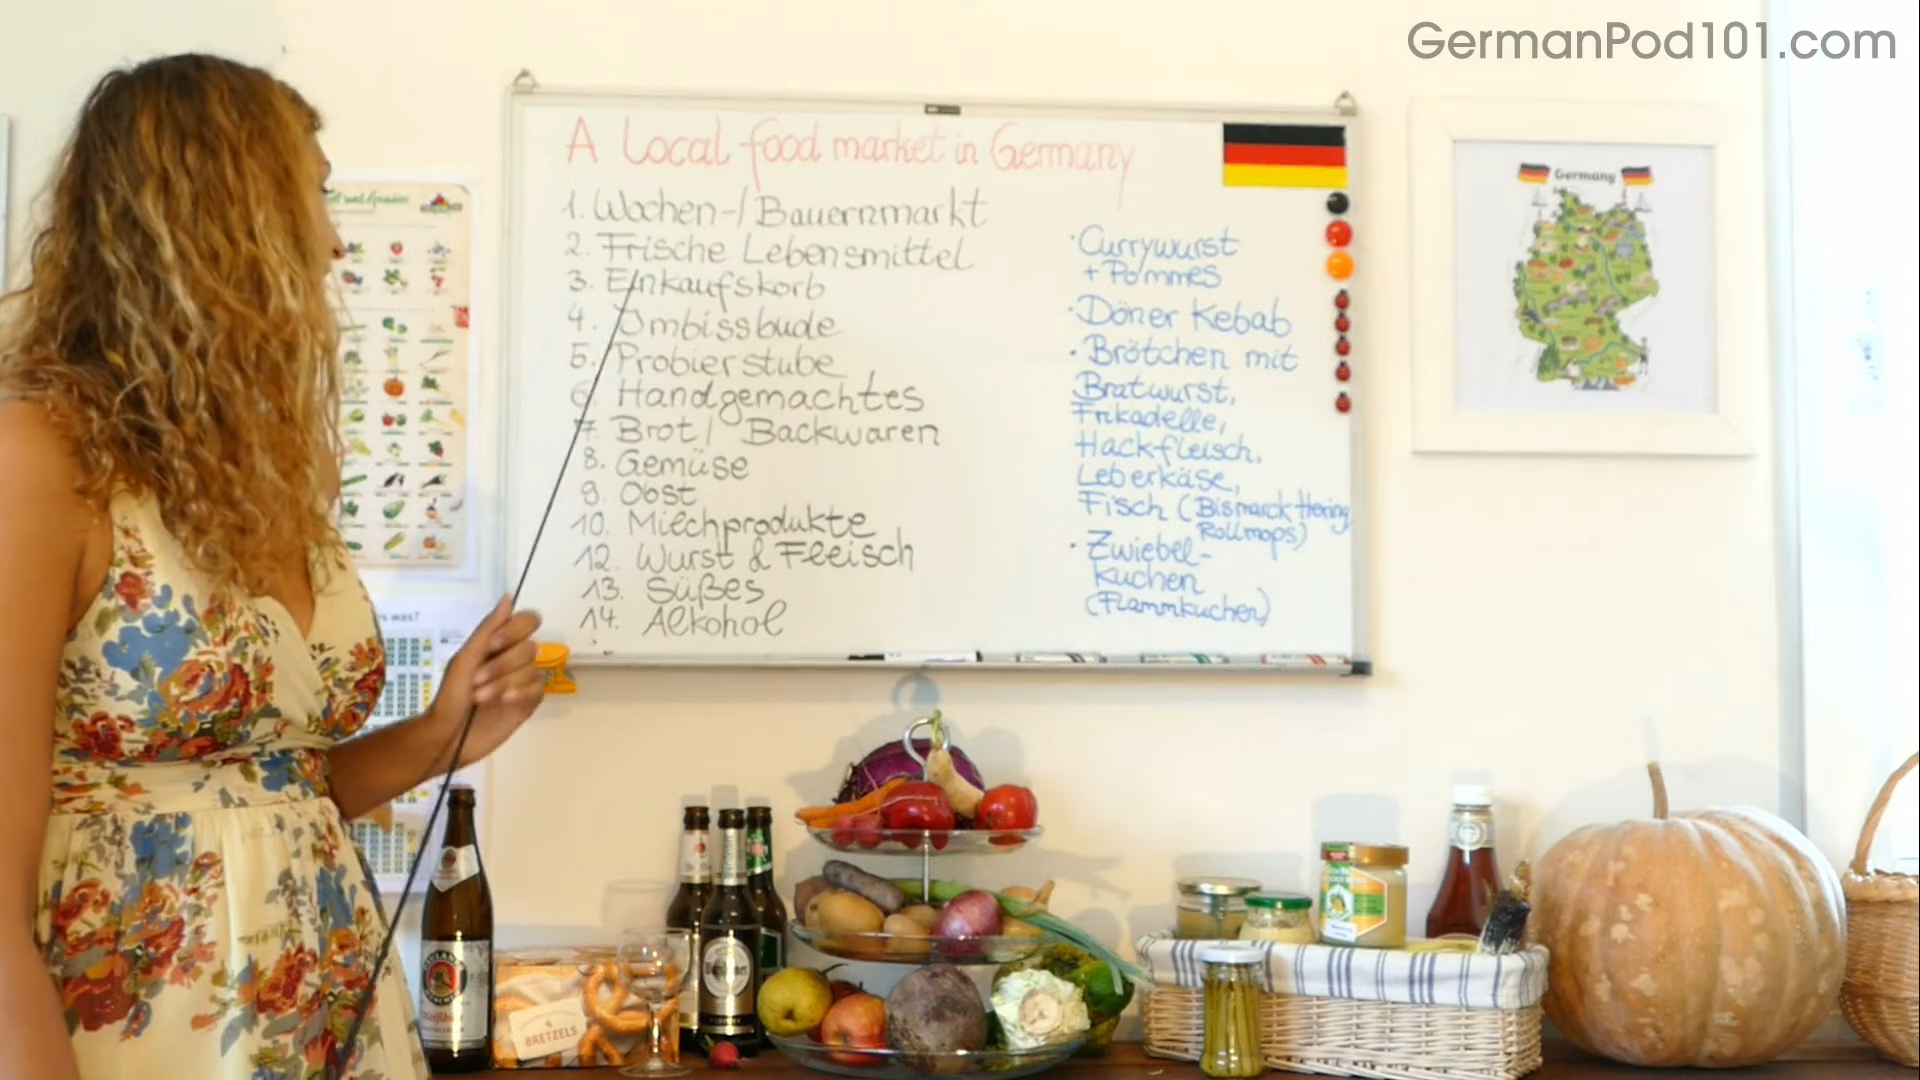 GermanPod101.com
A Local food market in Germany
1. Wochen-/Bauernmarkt
2. Frische Lebensmittel
3. Einkaufskorb
4. Imbissbude
5. Probierstube
6. Handgemachtes
7. Brot/ Backwaren
8. Gemüse
9. Obst
10. Milchprodukte
12. Wurst & Fleisch
13. Süßes
14. Alkohol
· Currywurst
+ Pommes
· Döner Kebab
· Brötchen mit
Bratwurst,
Frikadelle,
Hackfleisch,
Leberkäse,
Fisch (Bismarck Hering
Rollmops)
· Zwiebel-
kuchen
(Flammkuchen)
Germany
was?
BRETZELS